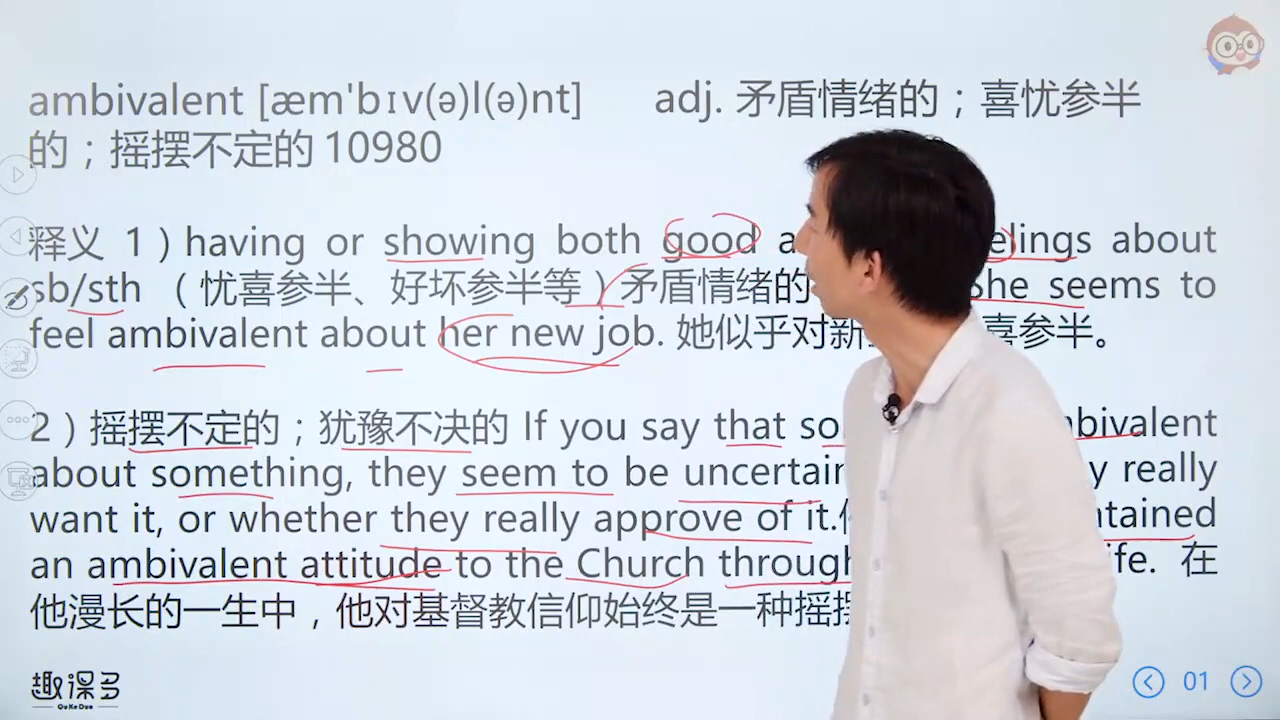 ambivalent [æm'bɪv(ə)l(ə)nt] adj. 矛盾情绪的；喜忧参半
的；摇摆不定的 10980
释义 1）having or showing both good about
sb/sth （忧喜参半、好坏参半等）矛盾情绪的 She seems to
feel ambivalent about her new job. 她似乎对新 喜参半。
2）摇摆不定的；犹豫不决的 If you say that
about something, they seem to be uncertain really
want it, or whether they really approve of it.
an ambivalent attitude to the Church 在
他漫长的一生中，他对基督教信仰始终是一种摇摆
趣课多
QuKeDuo
01